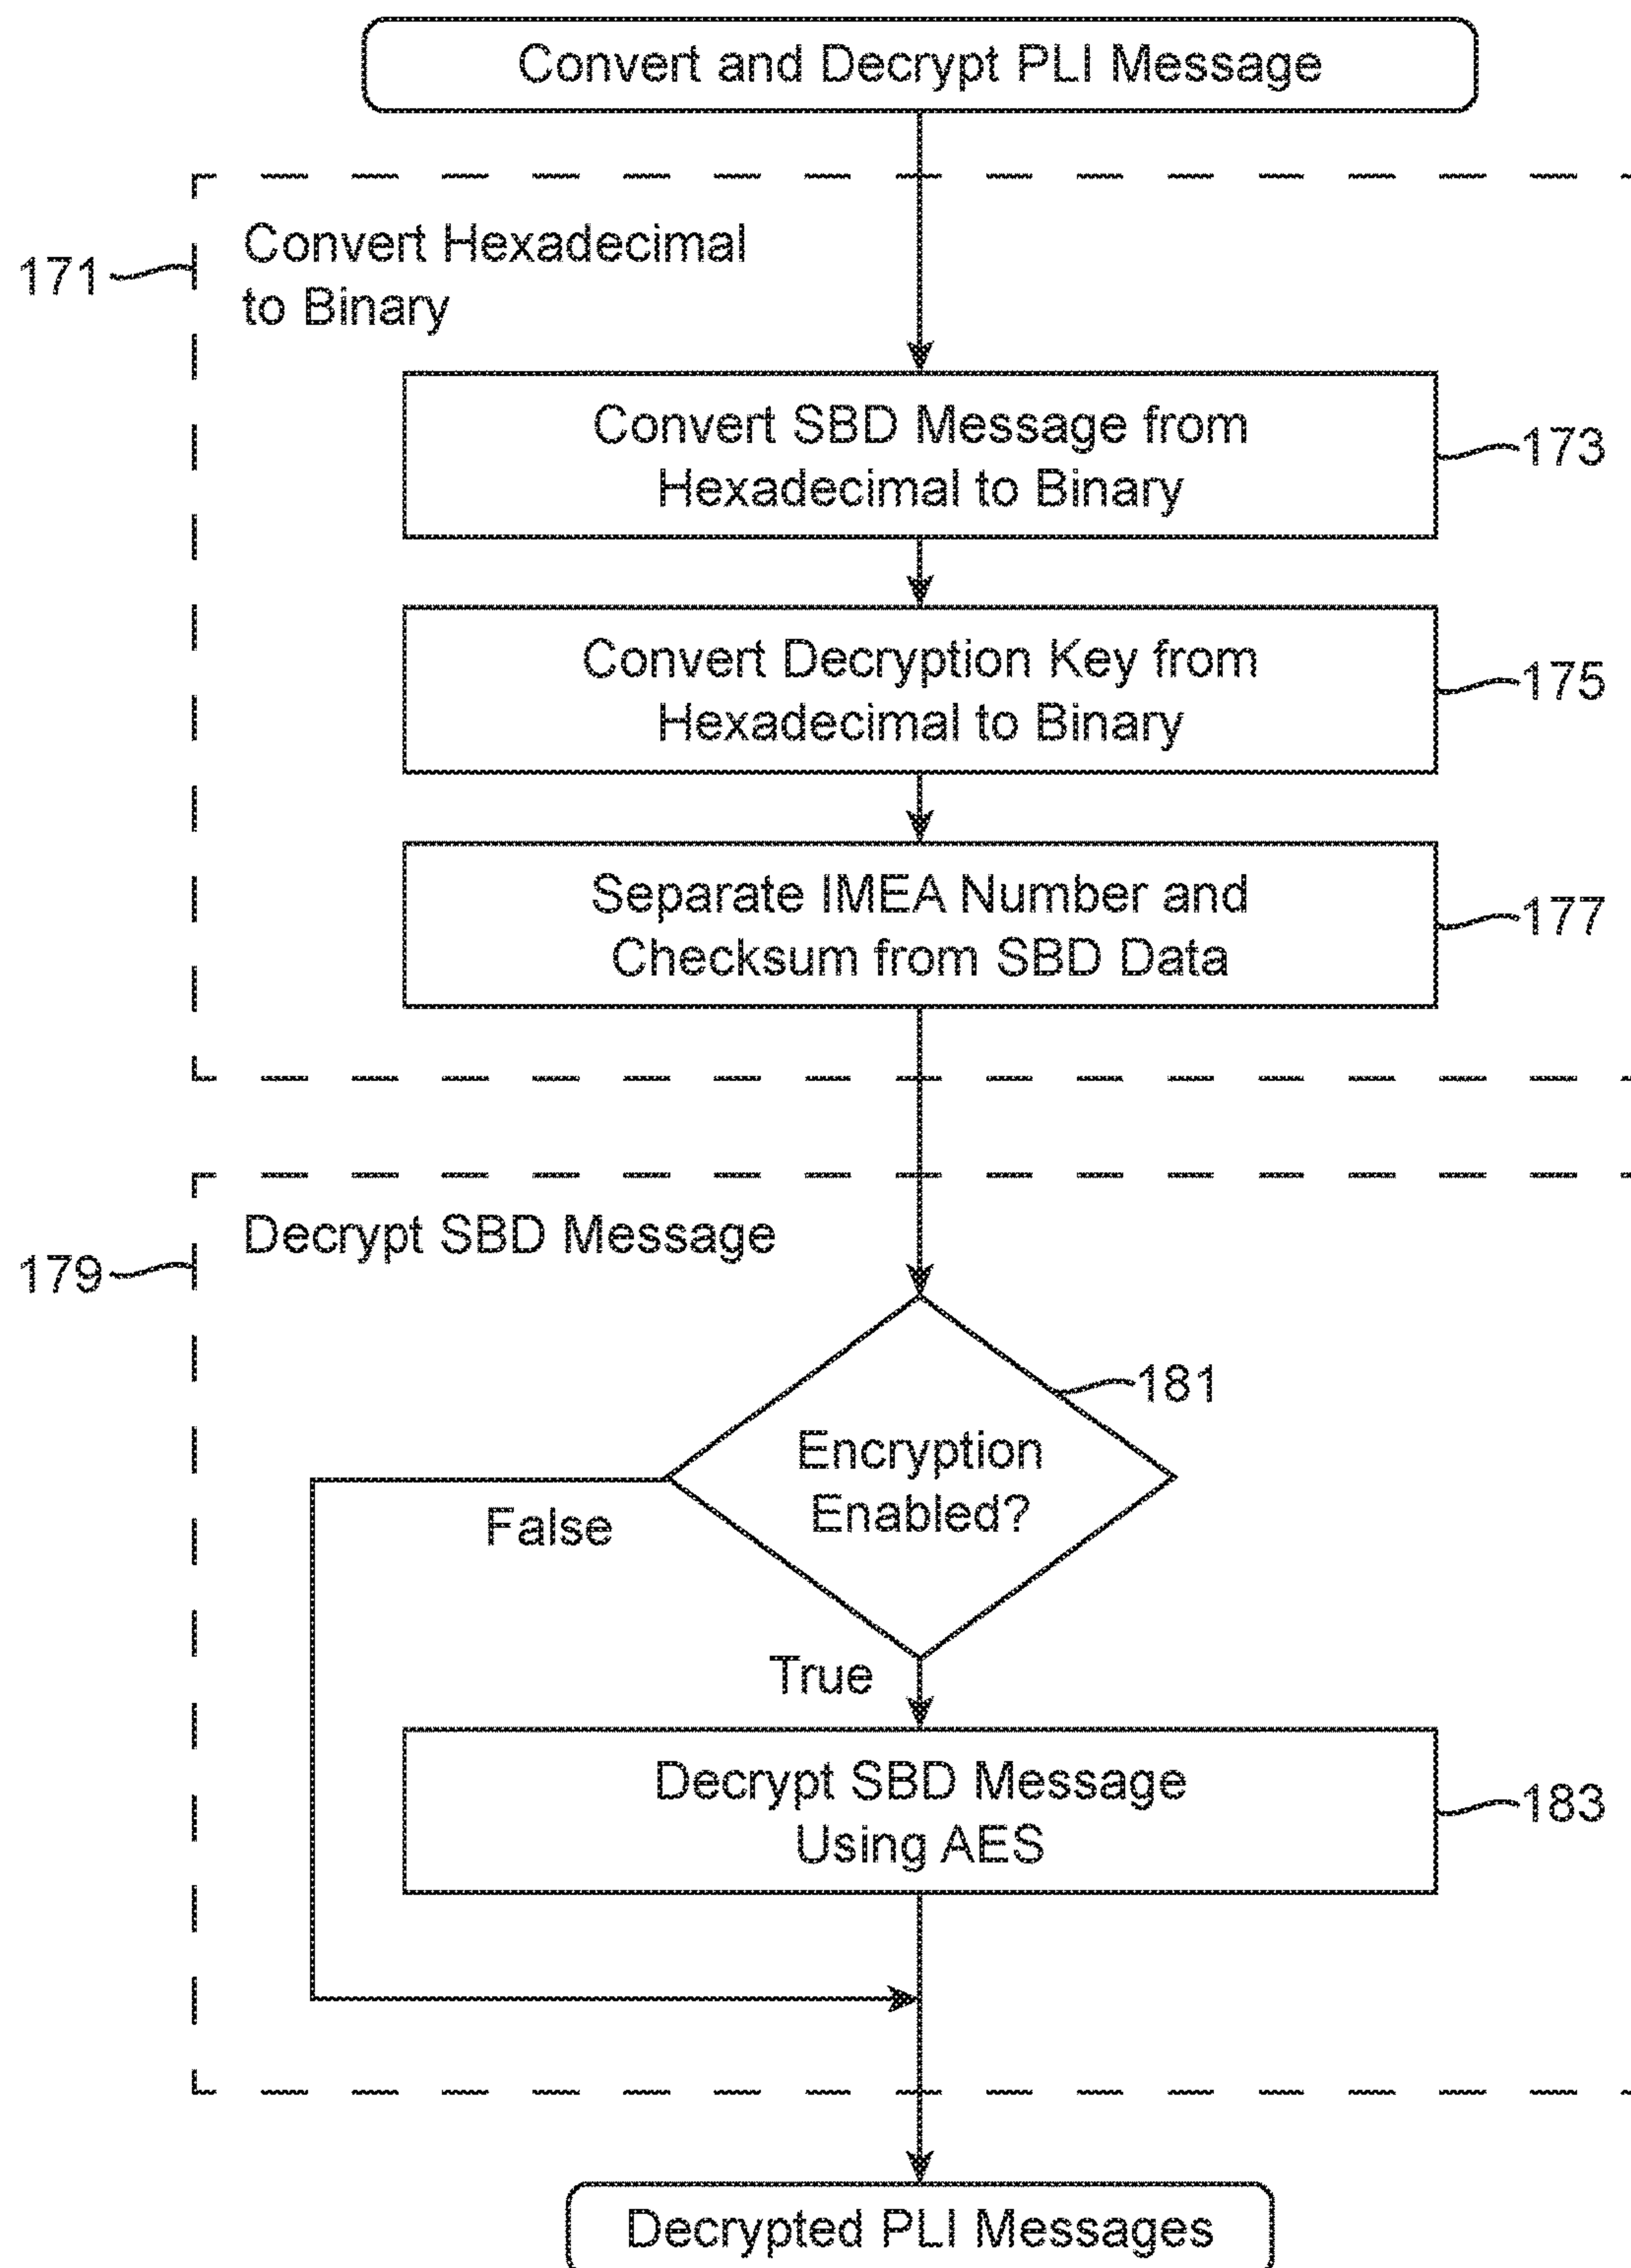 Convert and Decrypt PLI Message
Convert Hexadecimal
to Binary
171
Convert SBD Message from
Hexadecimal to Binary
173
Convert Decryption Key from
Hexadecimal to Binary
175
Separate IMEA Number and
Checksum from SBD Data
177
Decrypt SBD Message
179
181
Encryption
Enabled?
False
True
Decrypt SBD Message
Using AES
183
Decrypted PLI Messages